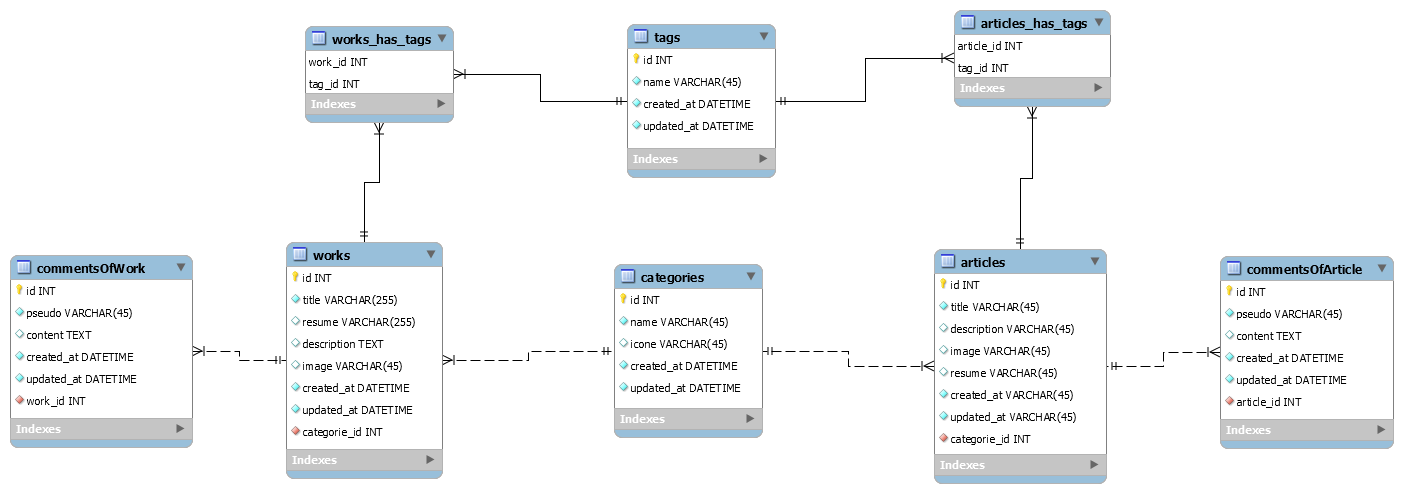 works_has_tags
work_id INT
tag_id INT
Indexes
tags
id INT
name VARCHAR(45)
created_at DATETIME
updated_at DATETIME
Indexes
articles_has_tags
article_id INT
tag_id INT
Indexes
commentsOfWork
id INT
pseudo VARCHAR(45)
content TEXT
created_at DATETIME
updated_at DATETIME
work_id INT
Indexes
works
id INT
title VARCHAR(255)
resume VARCHAR(255)
description TEXT
image VARCHAR(45)
created_at DATETIME
updated_at DATETIME
categorie_id INT
Indexes
categories
id INT
name VARCHAR(45)
icone VARCHAR(45)
created_at DATETIME
updated_at DATETIME
Indexes
articles
id INT
title VARCHAR(45)
description VARCHAR(45)
image VARCHAR(45)
resume VARCHAR(45)
created_at VARCHAR(45)
updated_at VARCHAR(45)
categorie_id INT
Indexes
commentsOfArticle
id INT
pseudo VARCHAR(45)
content TEXT
created_at DATETIME
updated_at DATETIME
article_id INT
Indexes